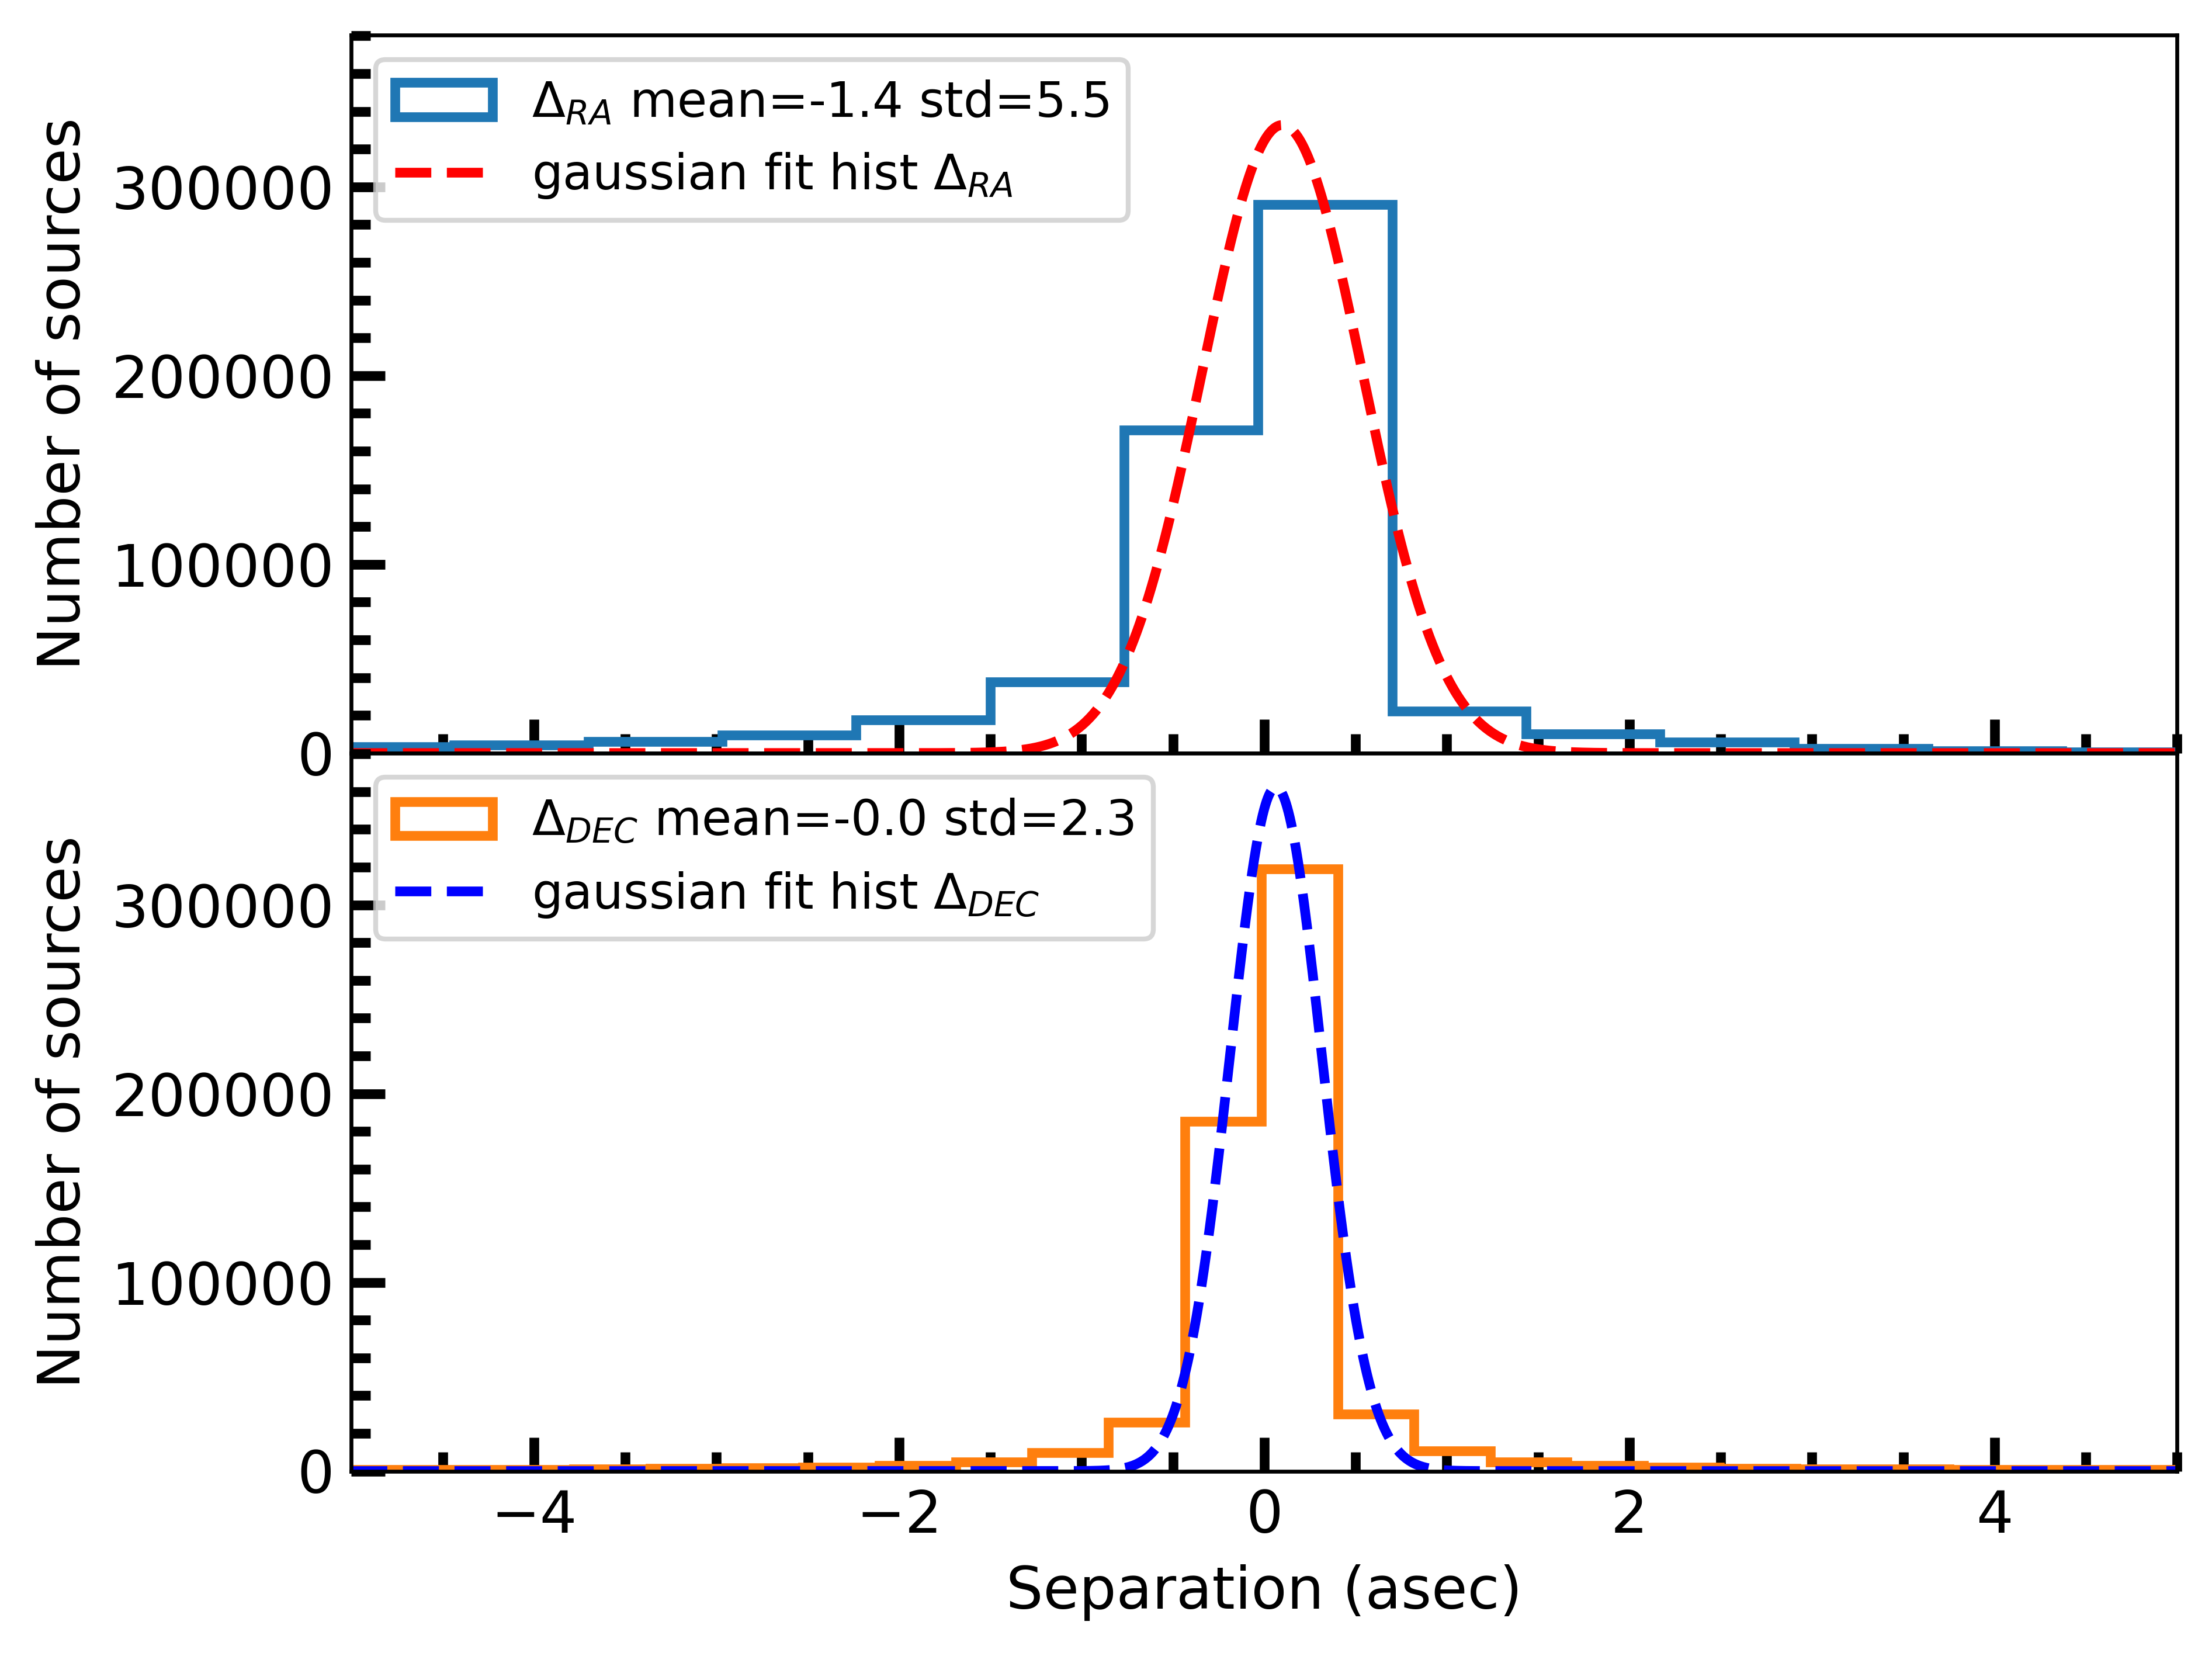 Δ_RA mean=-1.4 std=5.5
gaussian fit hist Δ_RA
300000
200000
100000
0
Number of sources
Δ_DEC mean=-0.0 std=2.3
gaussian fit hist Δ_DEC
300000
200000
100000
0
Number of sources
−4 −2 0 2 4
Separation (asec)